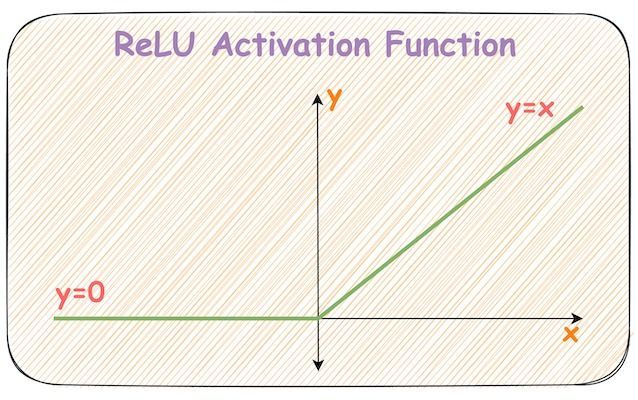 ReLU Activation Function
y
y=x
y=0
x